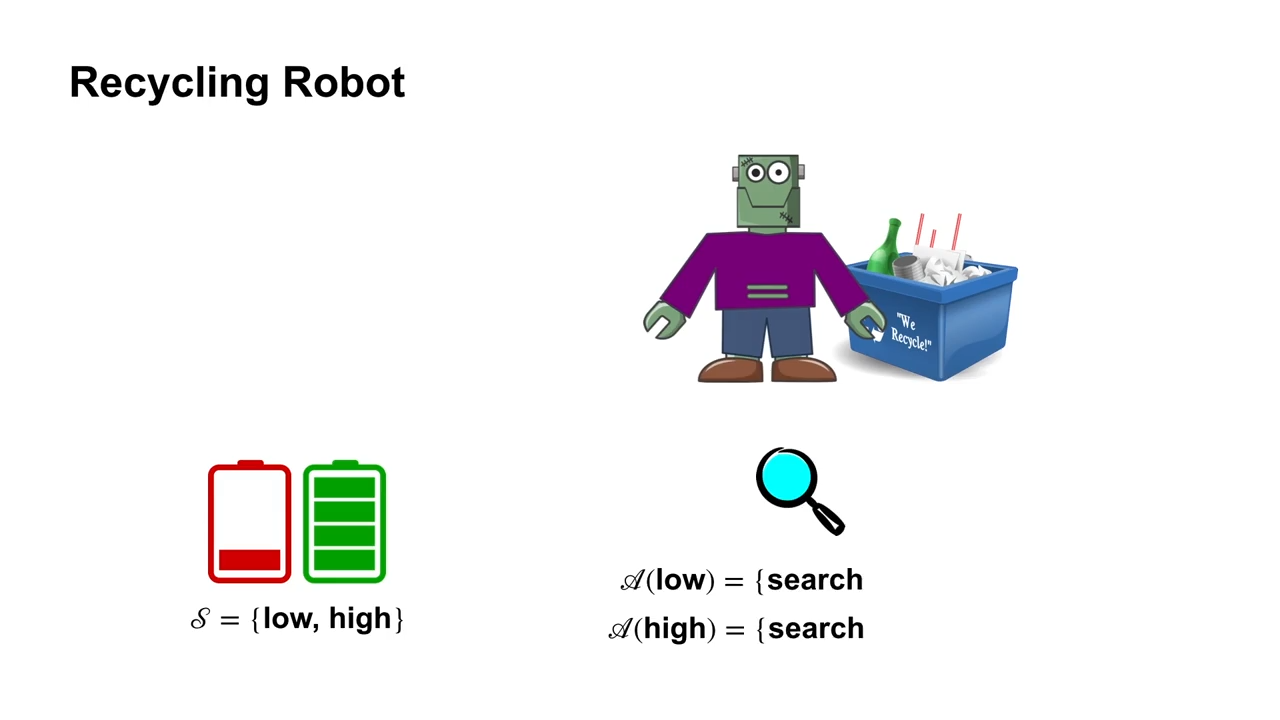 Recycling Robot
"We
Recycle!"
𝒮 = {low, high}
𝒜(low) = {search
𝒜(high) = {search